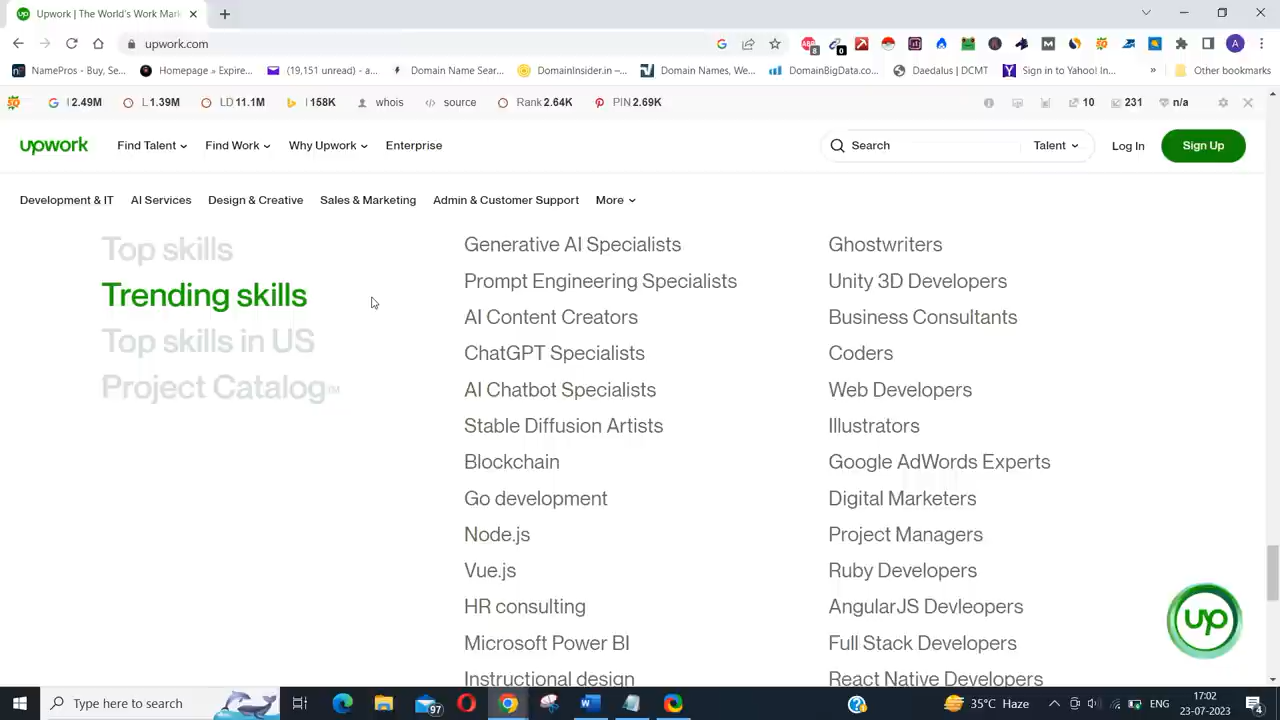 Upwork | The World's Work Mark
upwork.com
NamePros - Buy, Se...
Homepage » Expire...
(19,151 unread) - a...
Domain Name Sear...
DomainInsider.in –...
Domain Names, We...
DomainBigData.co...
Daedalus | DCMT
Sign in to Yahoo! In...
»
Other bookmarks
I 2.49M
L 1.39M
LD 11.1M
I 158K
whois
source
Rank 2.64K
PIN 2.69K
10
231
n/a
upwork
Find Talent
Find Work
Why Upwork
Enterprise
Search
Talent
Log In
Sign Up
Development & IT
AI Services
Design & Creative
Sales & Marketing
Admin & Customer Support
More
Top skills
Trending skills
Top skills in US
Project Catalog™
Generative AI Specialists
Prompt Engineering Specialists
AI Content Creators
ChatGPT Specialists
AI Chatbot Specialists
Stable Diffusion Artists
Blockchain
Go development
Node.js
Vue.js
HR consulting
Microsoft Power BI
Instructional design
Ghostwriters
Unity 3D Developers
Business Consultants
Coders
Web Developers
Illustrators
Google AdWords Experts
Digital Marketers
Project Managers
Ruby Developers
AngularJS Devleopers
Full Stack Developers
React Native Developers
up
Type here to search
97
35°C Haze
ENG
17:02
23-07-2023
4